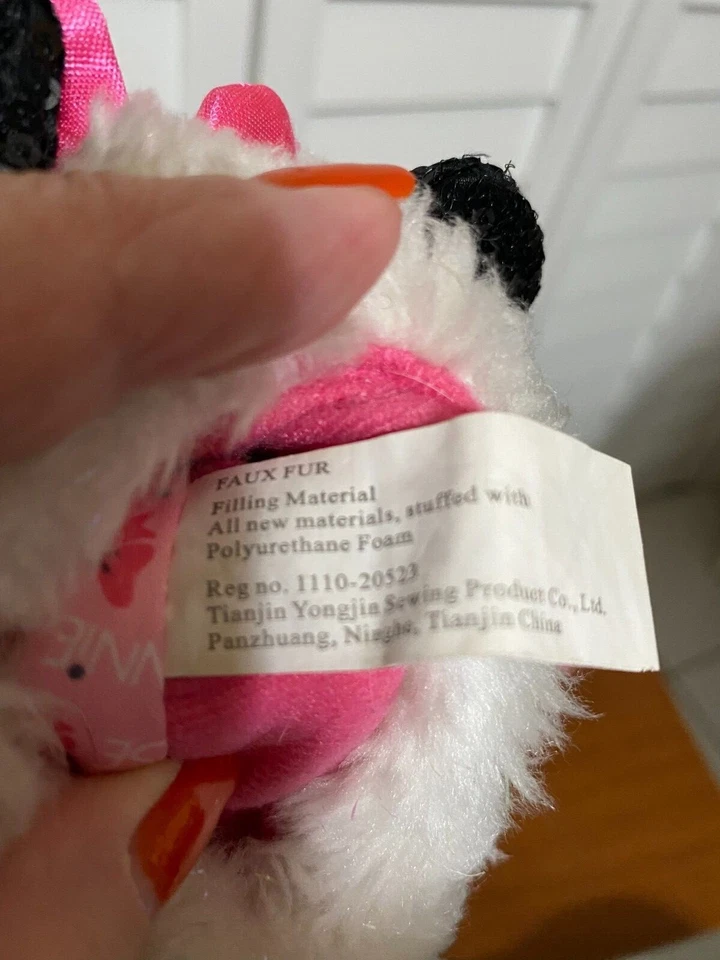 FAUX FUR
Filling Material
All new materials, stuffed with
Polyurethane Foam
Reg no. 1110-20523
Tianjin Yongjin Sewing Product Co., Ltd.
Panzhuang, Ninghe, Tianjin China